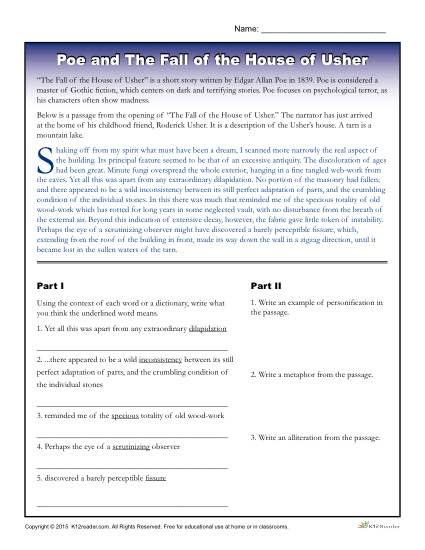 Name:
Poe and The Fall of the House of Usher
"The Fall of the House of Usher" is a short story written by Edgar Allan Poe in 1839. Poe is considered a
master of Gothic fiction, which centers on dark and terrifying stories. Poe focuses on psychological terror, as
his characters often show madness.
Below is a passage from the opening of "The Fall of the House of Usher." The narrator has just arrived
at the home of his childhood friend, Roderick Usher. It is a description of the Usher's house. A tarn is a
mountain lake.
Shaking off from my spirit what must have been a dream, I scanned more narrowly the real aspect of
the building. Its principal feature seemed to be that of an excessive antiquity. The discoloration of ages
had been great. Minute fungi overspread the whole exterior, hanging in a fine tangled web-work from
the eaves. Yet all this was apart from any extraordinary dilapidation. No portion of the masonry had fallen;
and there appeared to be a wild inconsistency between its still perfect adaptation of parts, and the crumbling
condition of the individual stones. In this there was much that reminded me of the specious totality of old
wood-work which has rotted for long years in some neglected vault, with no disturbance from the breath of
the external air. Beyond this indication of extensive decay, however, the fabric gave little token of instability.
Perhaps the eye of a scrutinizing observer might have discovered a barely perceptible fissure, which,
extending from the roof of the building in front, made its way down the wall in a zigzag direction, until it
became lost in the sullen waters of the tarn.
Part I
Using the context of each word or a dictionary, write what
you think the underlined word means.
1. Yet all this was apart from any extraordinary dilapidation
2. ...there appeared to be a wild inconsistency between its still
perfect adaptation of parts, and the crumbling condition of
the individual stones
3. reminded me of the specious totality of old wood-work
4. Perhaps the eye of a scrutinizing observer
5. discovered a barely perceptible fissure
Part II
1. Write an example of personification in
the passage.
2. Write a metaphor from the passage.
3. Write an alliteration from the passage.
Copyright © 2015 K12reader.com. All Rights Reserved. Free for educational use at home or in classrooms.
K12Reader